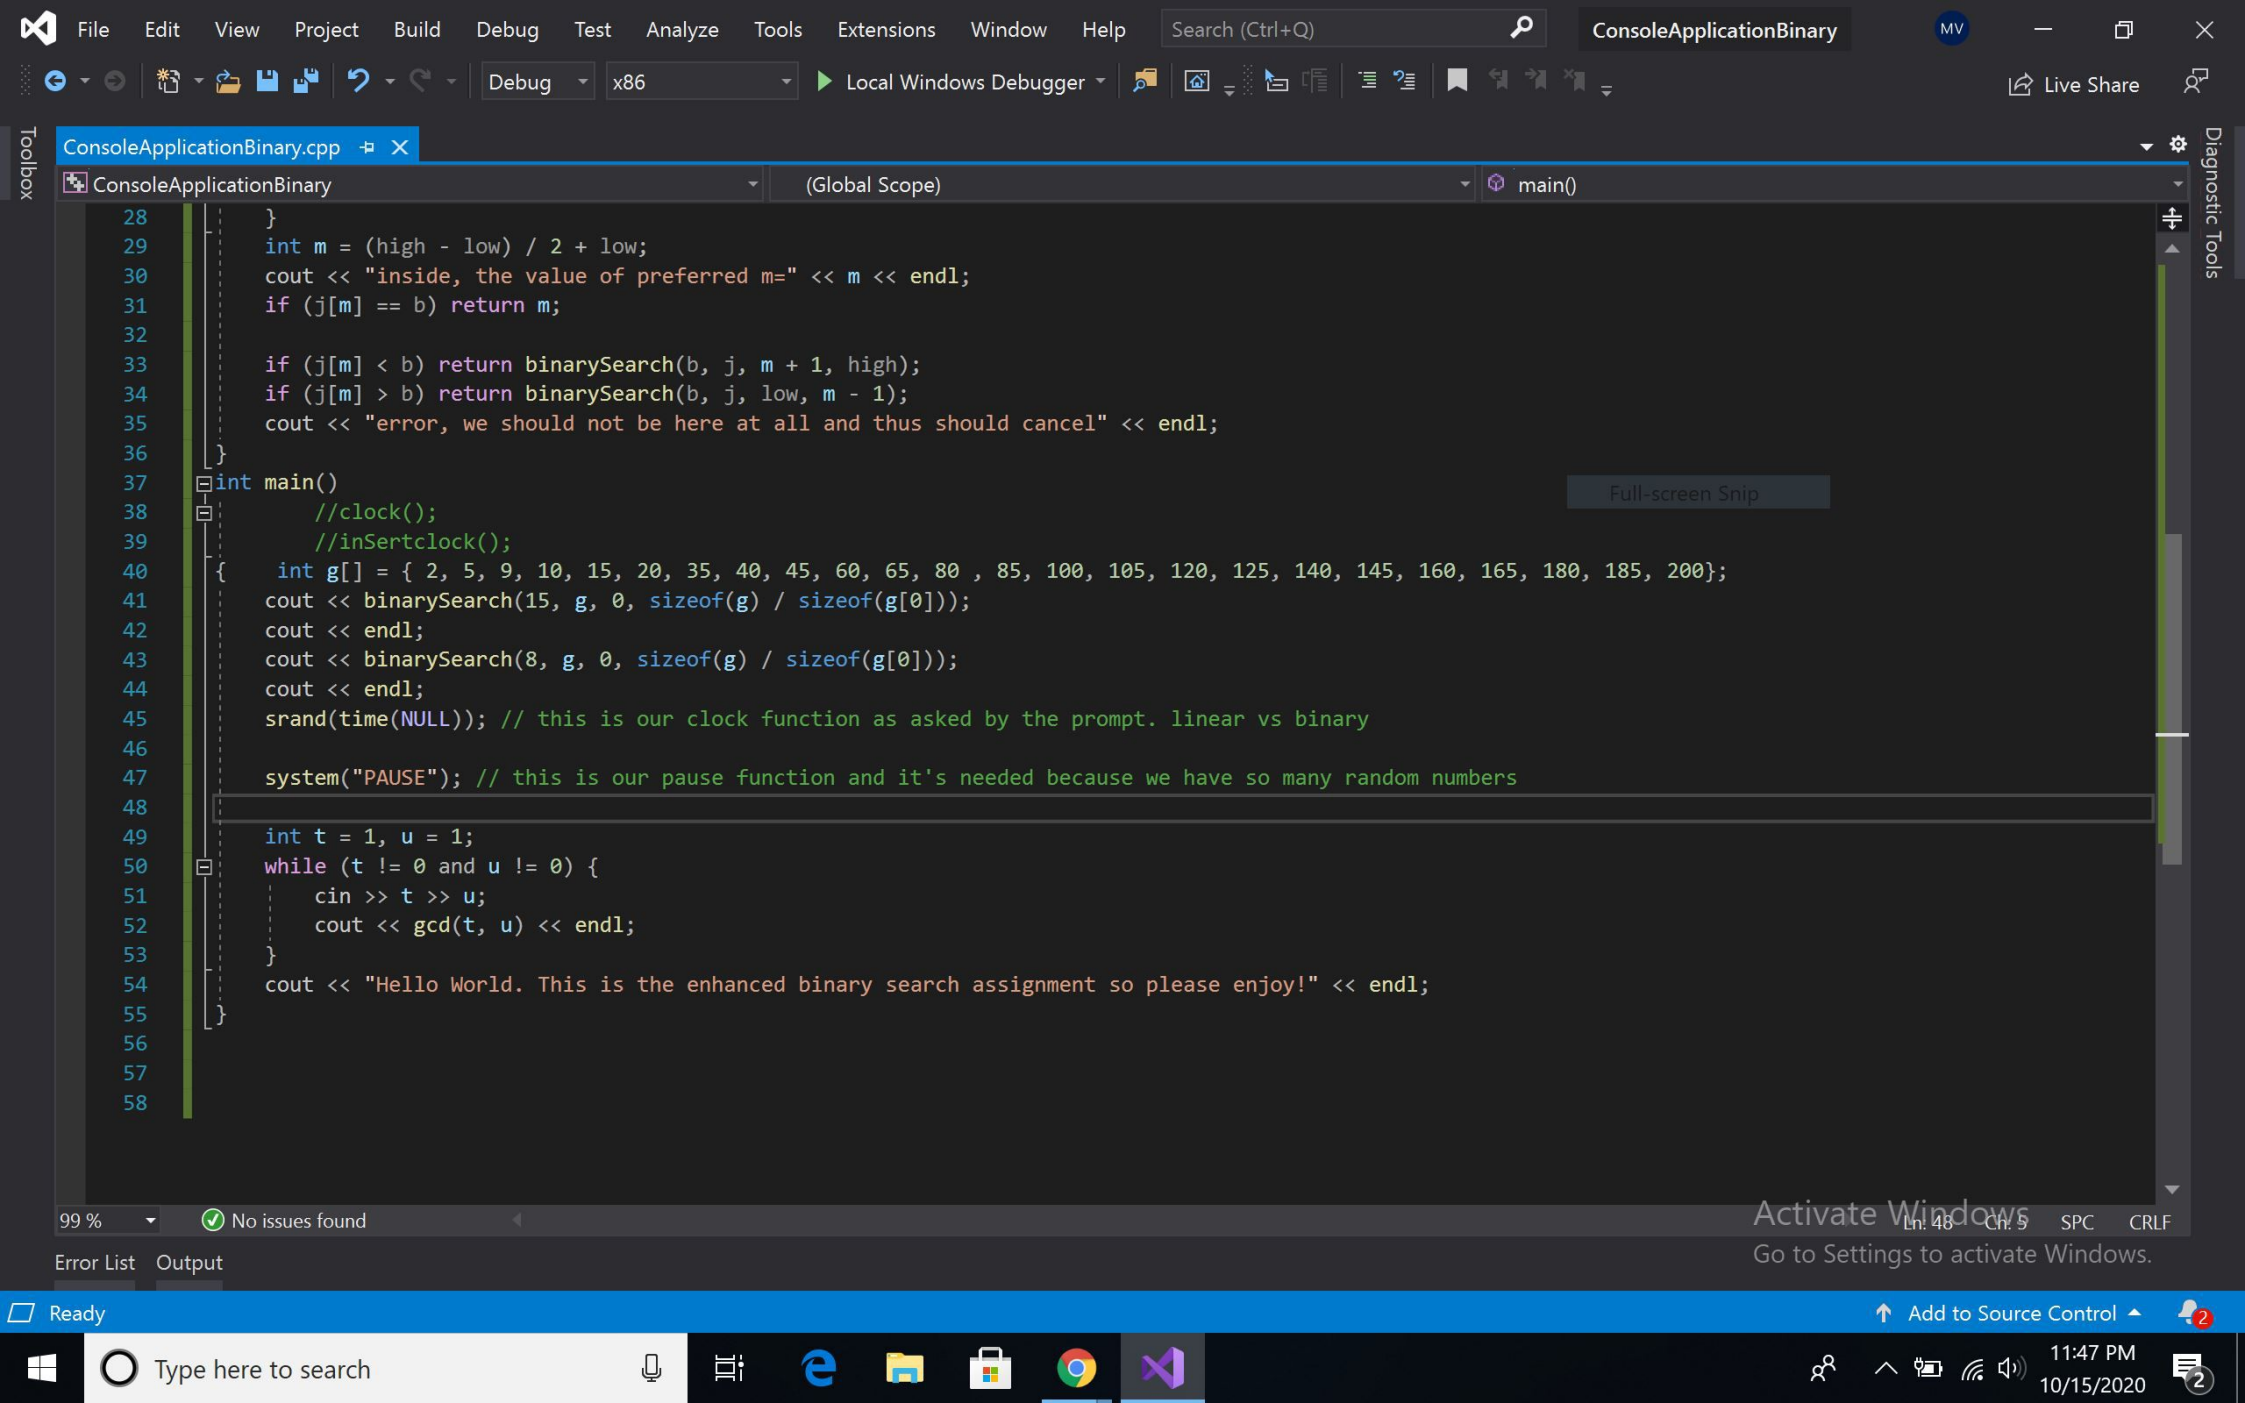 File Edit View Project Build Debug Test Analyze Tools Extensions Window Help Search (Ctrl+Q) ConsoleApplicationBinary MV
Debug x86 Local Windows Debugger Live Share
Toolbox
ConsoleApplicationBinary.cpp
Diagnostic Tools
ConsoleApplicationBinary (Global Scope) main()
28 }
29 int m = (high - low) / 2 + low;
30 cout << "inside, the value of preferred m=" << m << endl;
31 if (j[m] == b) return m;
32
33 if (j[m] < b) return binarySearch(b, j, m + 1, high);
34 if (j[m] > b) return binarySearch(b, j, low, m - 1);
35 cout << "error, we should not be here at all and thus should cancel" << endl;
36 }
37 int main()
Full-screen Snip
38 //clock();
39 //inSertclock();
40 { int g[] = { 2, 5, 9, 10, 15, 20, 35, 40, 45, 60, 65, 80 , 85, 100, 105, 120, 125, 140, 145, 160, 165, 180, 185, 200};
41 cout << binarySearch(15, g, 0, sizeof(g) / sizeof(g[0]));
42 cout << endl;
43 cout << binarySearch(8, g, 0, sizeof(g) / sizeof(g[0]));
44 cout << endl;
45 srand(time(NULL)); // this is our clock function as asked by the prompt. linear vs binary
46
47 system("PAUSE"); // this is our pause function and it's needed because we have so many random numbers
48
49 int t = 1, u = 1;
50 while (t != 0 and u != 0) {
51 cin >> t >> u;
52 cout << gcd(t, u) << endl;
53 }
54 cout << "Hello World. This is the enhanced binary search assignment so please enjoy!" << endl;
55 }
56
57
58
99 % No issues found Ln: 48 Ch: 5 SPC CRLF
Activate Windows
Go to Settings to activate Windows.
Error List Output
Ready Add to Source Control 2
Type here to search 11:47 PM
10/15/2020 2